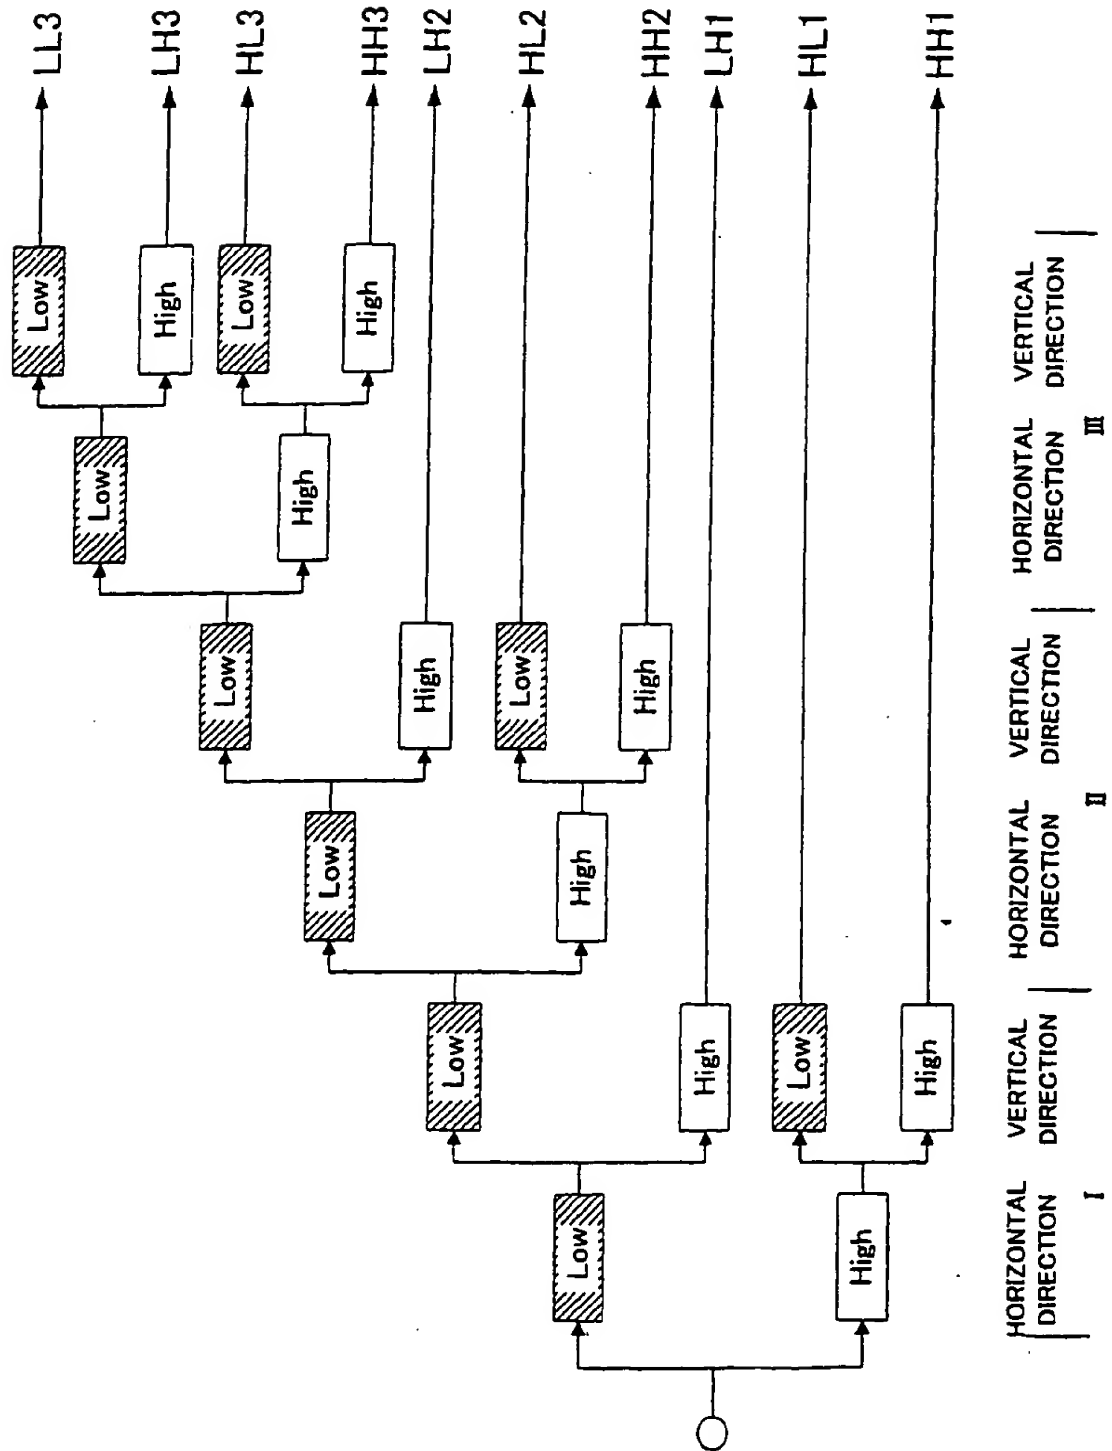 LL3
LH3
HL3
HH3
LH2
HL2
HH2
LH1
HL1
HH1
Low
High
Low
High
Low
High
Low
High
Low
High
Low
High
Low
High
Low
High
Low
High
Low
High
HORIZONTAL
DIRECTION
VERTICAL
DIRECTION
I
HORIZONTAL
DIRECTION
VERTICAL
DIRECTION
II
HORIZONTAL
DIRECTION
VERTICAL
DIRECTION
III